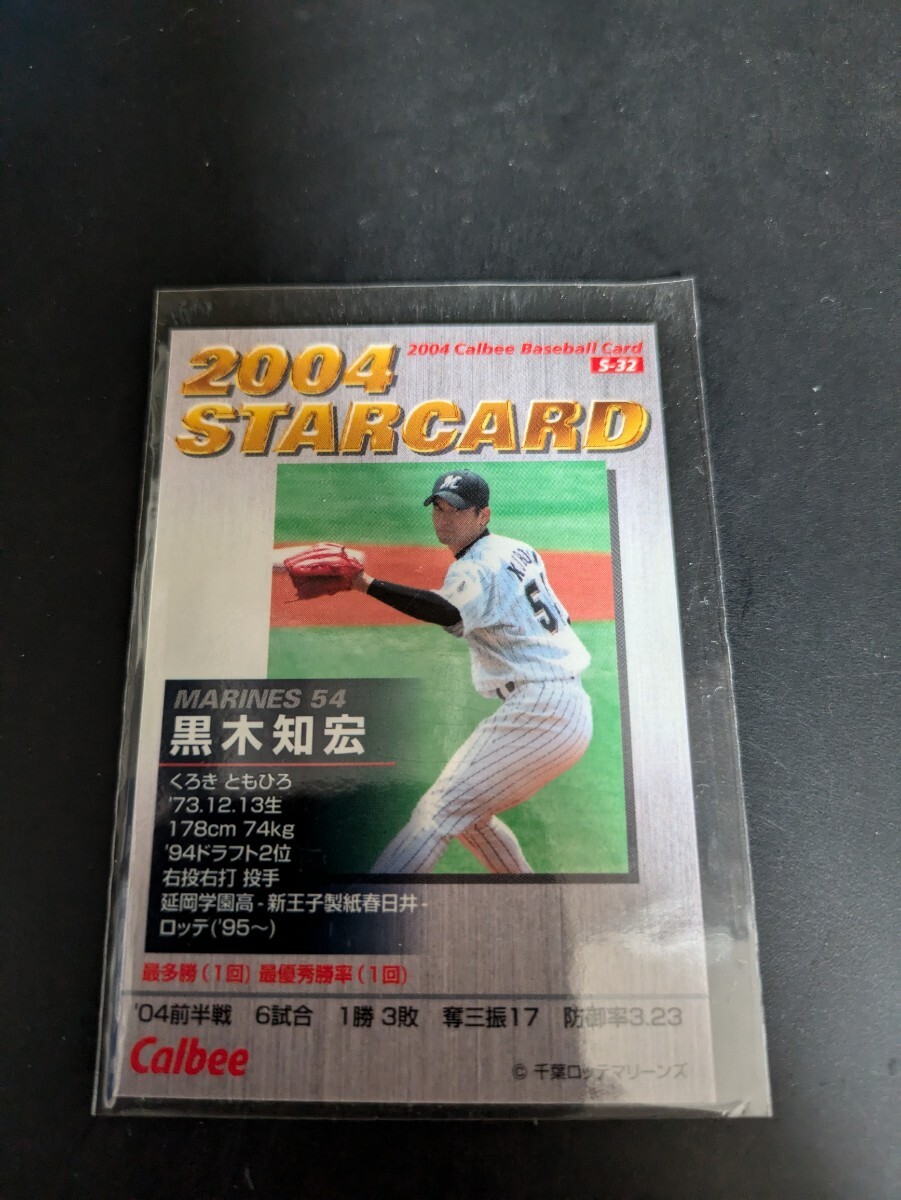 2004 Calbee Baseball Card
S-32
2004
STARCARD
M
54
MARINES 54
黒木知宏
くろき ともひろ
'73.12.13生
178cm 74kg
'94ドラフト2位
右投右打 投手
延岡学園高 - 新王子製紙春日井 -
ロッテ('95～)
最多勝(1回) 最優秀勝率(1回)
'04前半戦 6試合 1勝 3敗 奪三振17 防御率3.23
Calbee
© 千葉ロッテマリーンズ